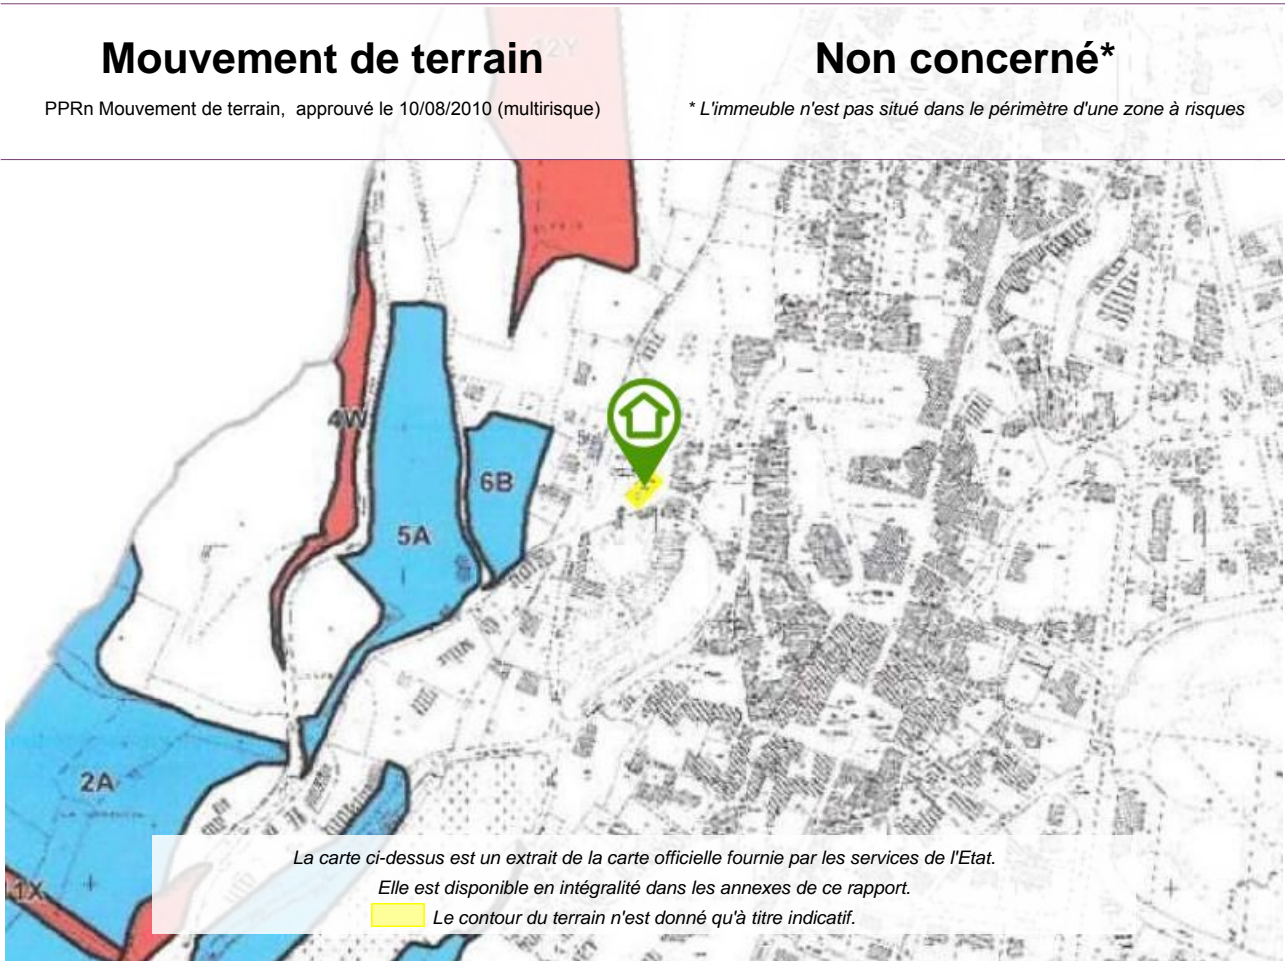 Mouvement de terrain
PPRn Mouvement de terrain, approuvé le 10/08/2010 (multirisque)
Non concerné*
* L'immeuble n'est pas situé dans le périmètre d'une zone à risques
12Y
4W
5A
6B
2A
1X
La carte ci-dessus est un extrait de la carte officielle fournie par les services de l'Etat.
Elle est disponible en intégralité dans les annexes de ce rapport.
Le contour du terrain n'est donné qu'à titre indicatif.